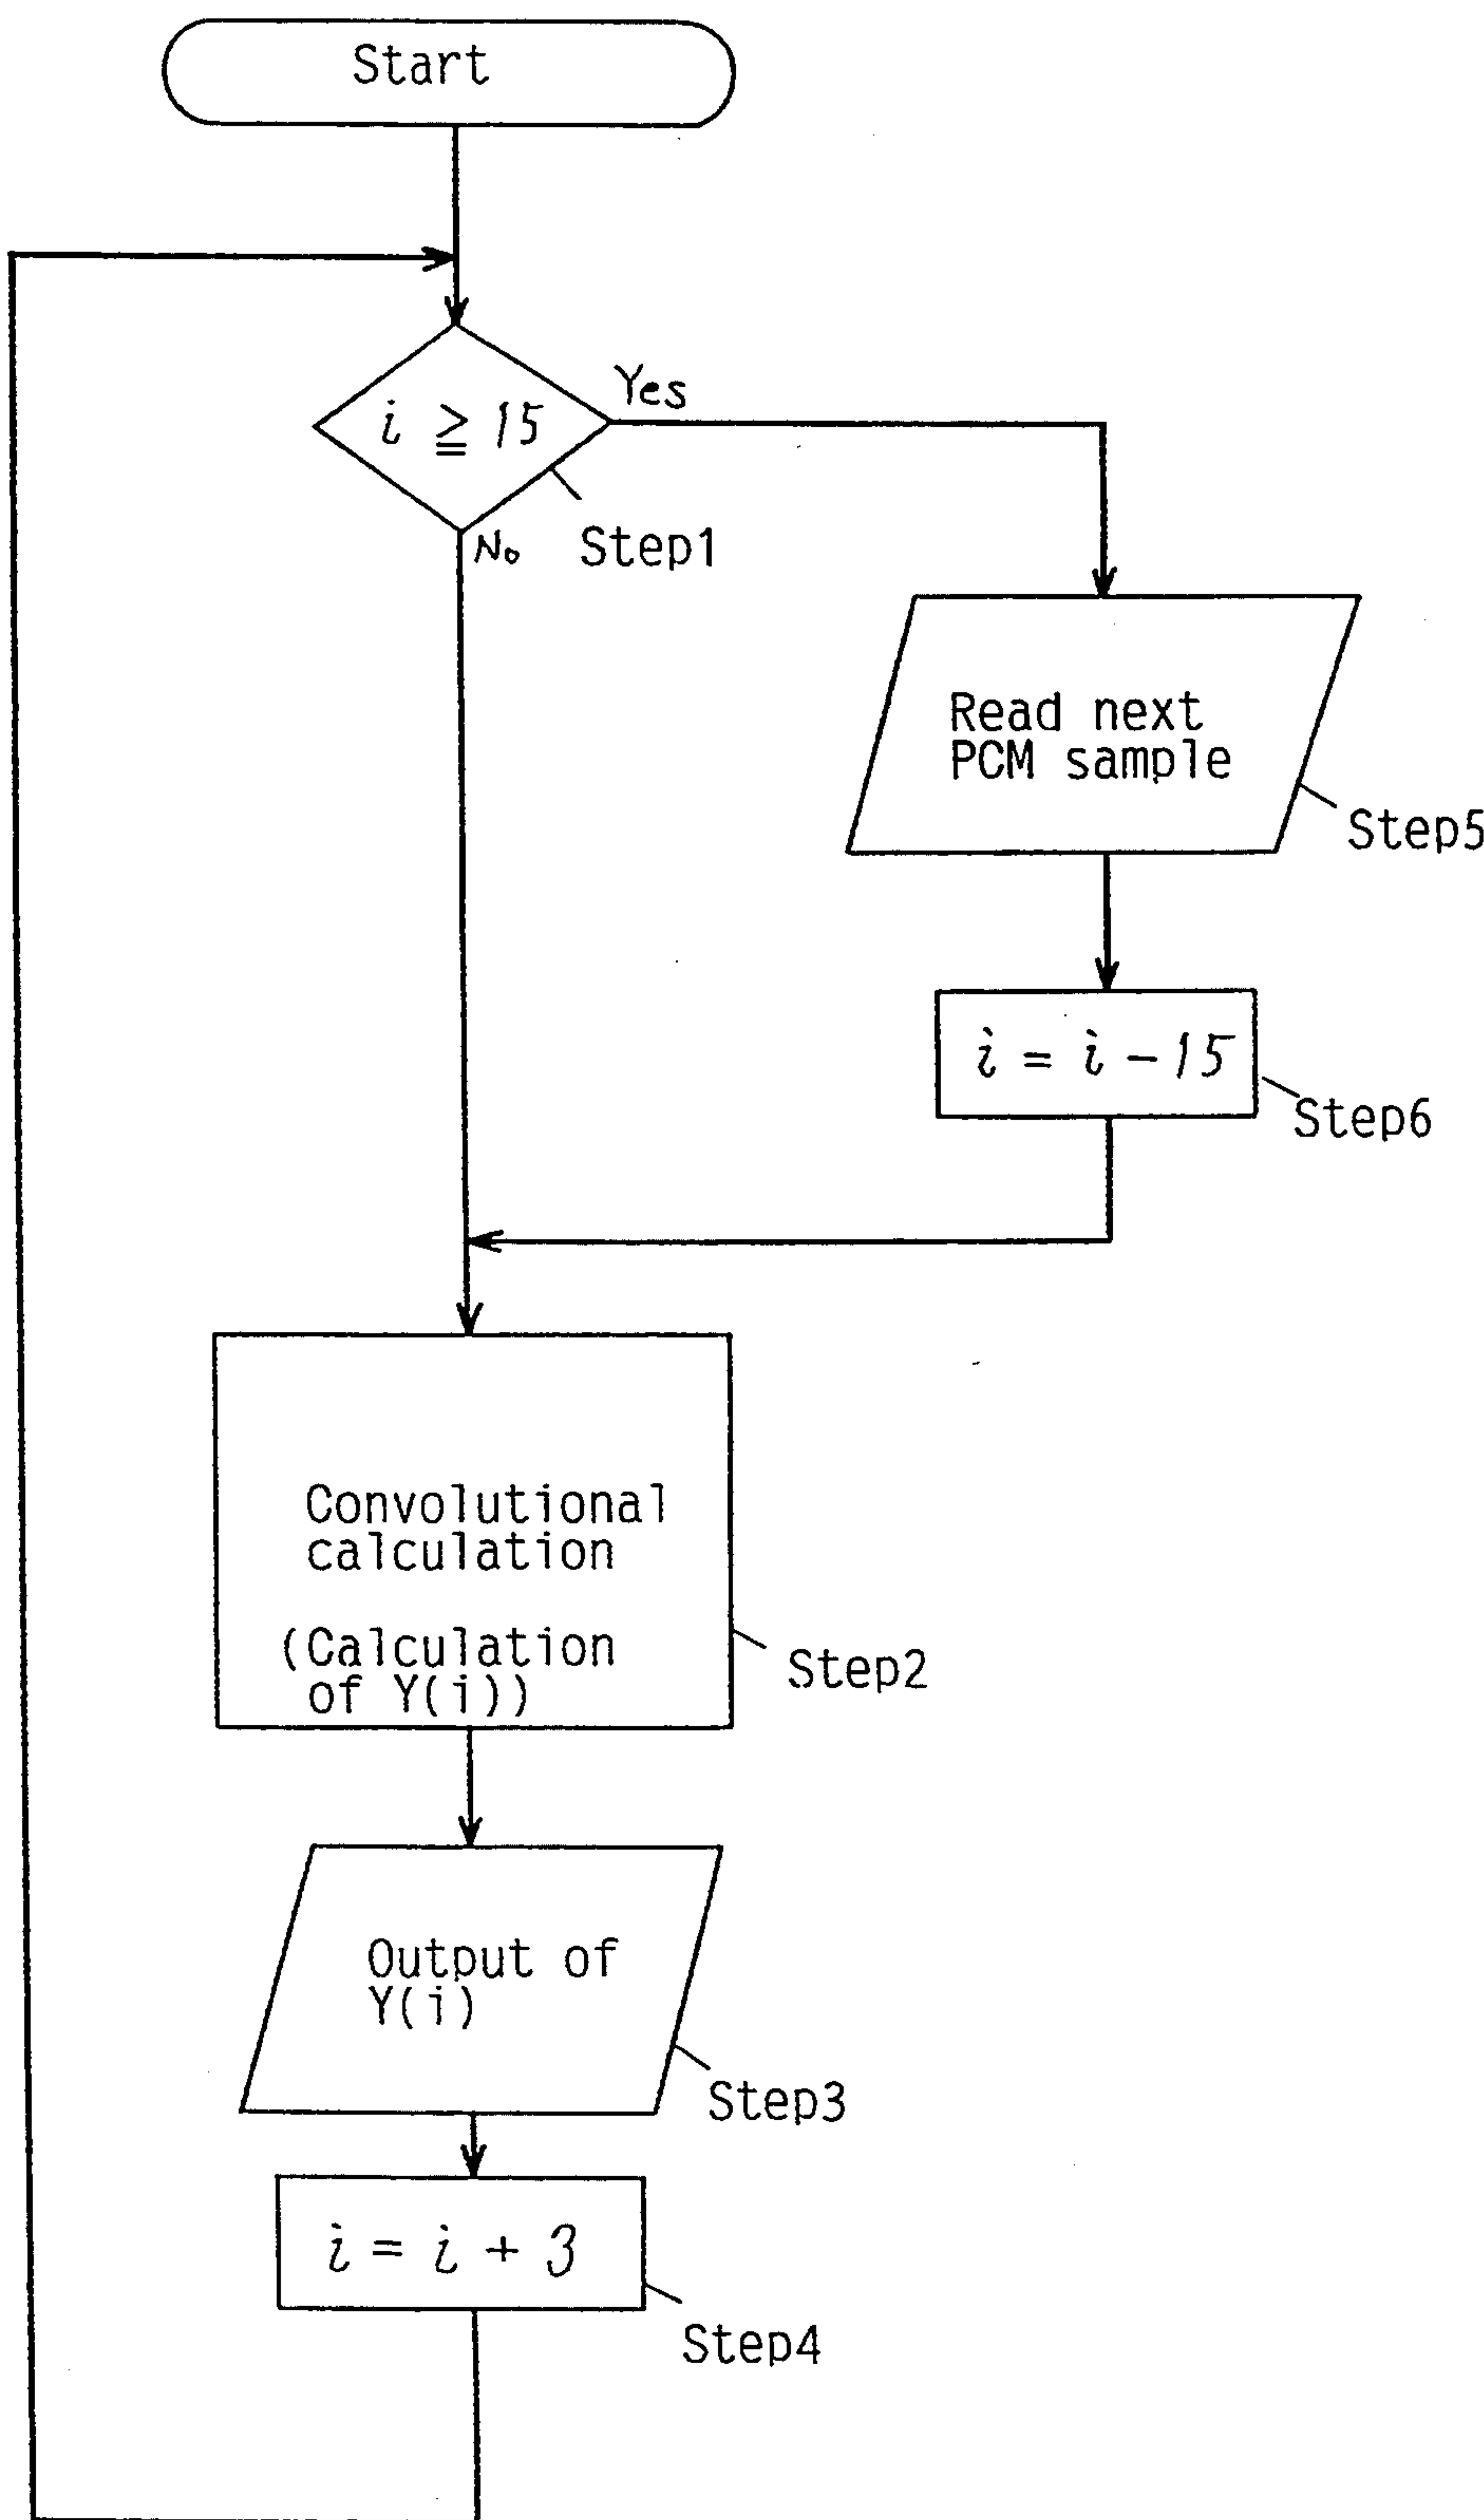 Start
i ≧ 15
Yes
No
Step1
Read next
PCM sample
Step5
i = i - 15
Step6
Convolutional
calculation
(Calculation
of Y(i))
Step2
Output of
Y(i)
Step3
i = i + 3
Step4